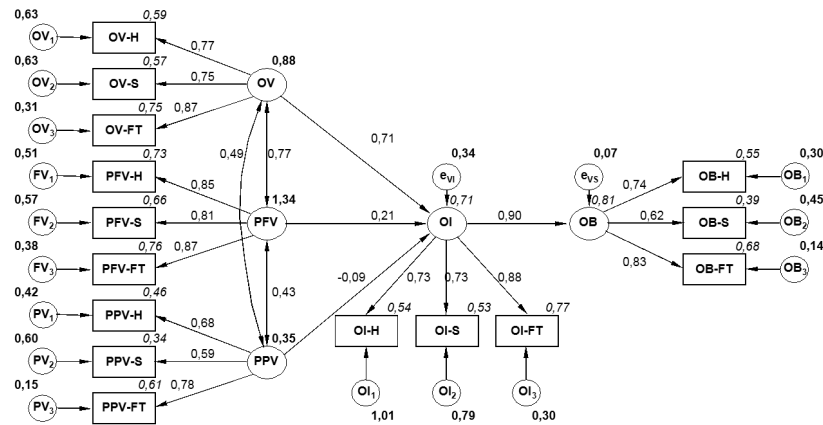 0,63
0,59
OV₁
OV-H
0,77
0,63
0,57
0,88
OV₂
OV-S
0,75
OV
0,31
0,75
0,87
OV₃
OV-FT
0,71
0,49
0,77
0,51
0,73
FV₁
PFV-H
0,85
0,34
0,07
0,55
0,30
e_VI
e_VS
0,74
OB-H
OB₁
0,57
0,66
1,34
0,71
0,81
0,39
0,45
FV₂
PFV-S
0,81
PFV
0,21
OI
0,90
OB
0,62
OB-S
OB₂
0,38
0,76
0,87
0,68
0,14
FV₃
PFV-FT
0,83
OB-FT
OB₃
0,43
-0,09
0,73
0,73
0,88
0,42
0,46
PV₁
PPV-H
0,68
0,54
0,53
0,77
OI-H
OI-S
OI-FT
0,60
0,34
0,35
PV₂
PPV-S
0,59
PPV
0,15
0,61
0,78
OI₁
OI₂
OI₃
PV₃
PPV-FT
1,01
0,79
0,30